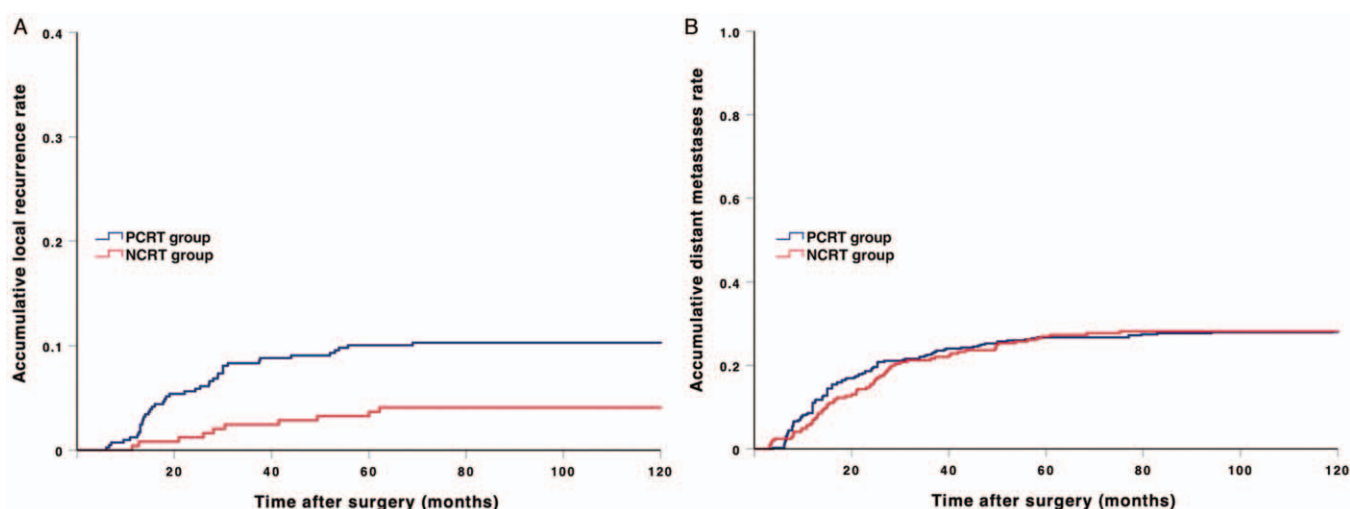 A
Accumulative local recurrence rate
0.4
0.3
0.2
0.1
0
PCRT group
NCRT group
20 40 60 80 100 120
Time after surgery (months)
B
Accumulative distant metastases rate
1.0
0.8
0.6
0.4
0.2
0
PCRT group
NCRT group
20 40 60 80 100 120
Time after surgery (months)